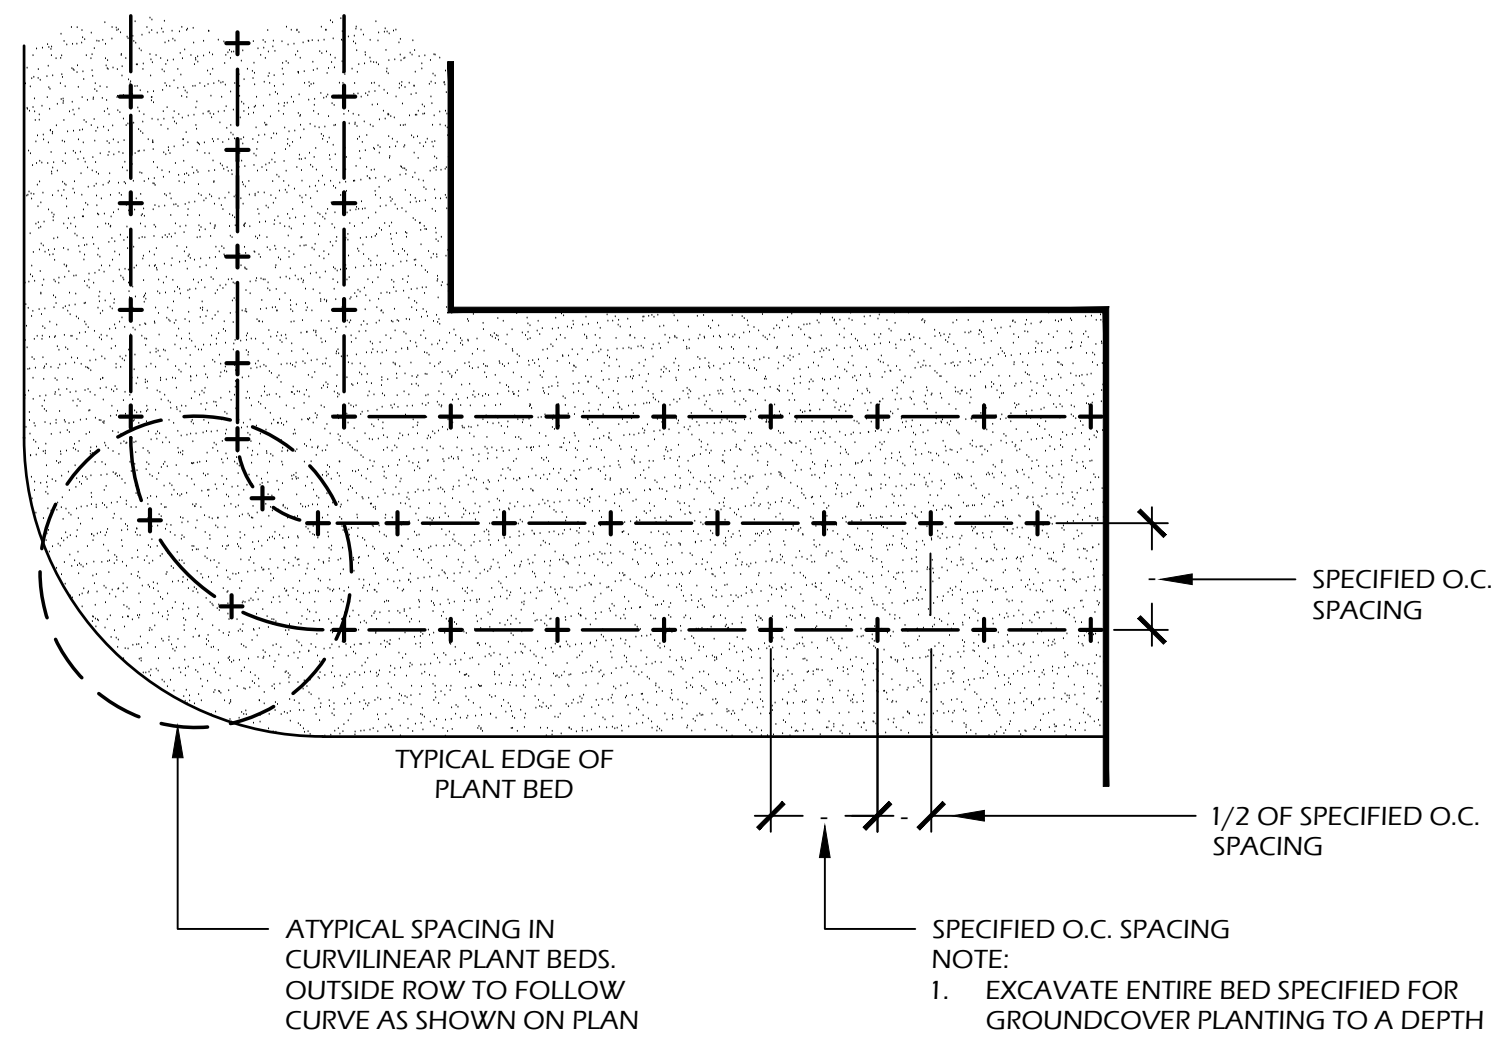 SPECIFIED O.C.
SPACING
TYPICAL EDGE OF
PLANT BED
1/2 OF SPECIFIED O.C.
SPACING
ATYPICAL SPACING IN
CURVILINEAR PLANT BEDS.
OUTSIDE ROW TO FOLLOW
CURVE AS SHOWN ON PLAN
SPECIFIED O.C. SPACING
NOTE:
1. EXCAVATE ENTIRE BED SPECIFIED FOR
GROUNDCOVER PLANTING TO A DEPTH